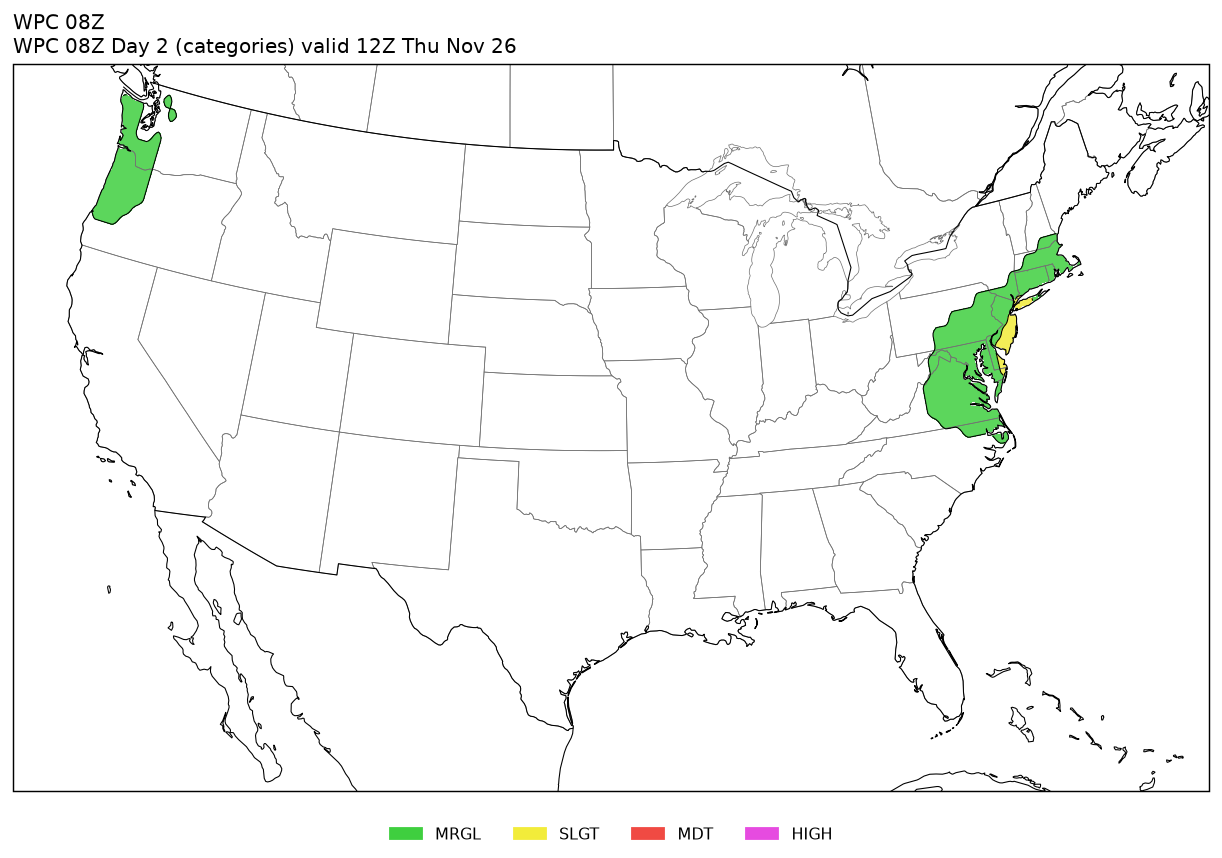 WPC 08Z
WPC 08Z Day 2 (categories) valid 12Z Thu Nov 26
MRGL SLGT MDT HIGH